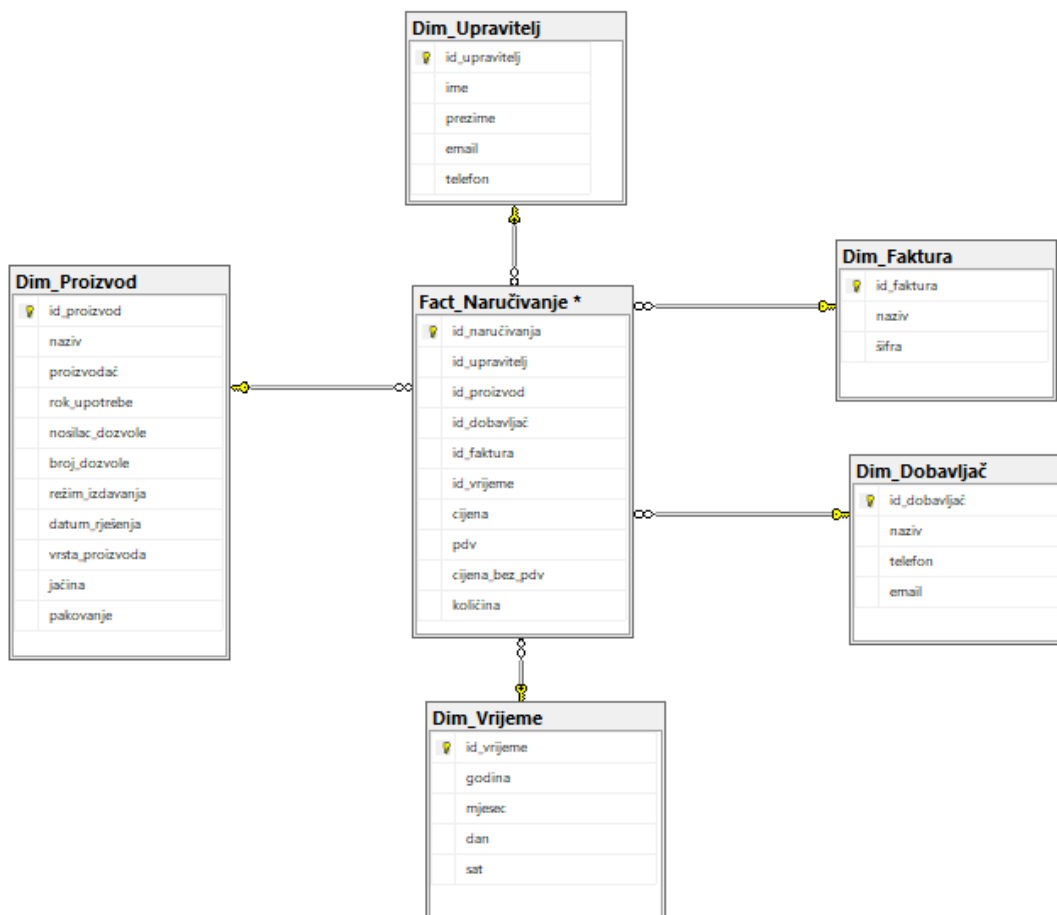 Dim_Upravitelj
id_upravitelj
ime
prezime
email
telefon
Dim_Proizvod
id_proizvod
naziv
proizvođač
rok_upotrebe
nosilac_dozvole
broj_dozvole
režim_izdavanja
datum_rješenja
vrsta_proizvoda
jačina
pakovanje
Fact_Naručivanje *
id_naručivanja
id_upravitelj
id_proizvod
id_dobavljač
id_faktura
id_vrijeme
cijena
pdv
cijena_bez_pdv
količina
Dim_Faktura
id_faktura
naziv
šifra
Dim_Dobavljač
id_dobavljač
naziv
telefon
email
Dim_Vrijeme
id_vrijeme
godina
mjesec
dan
sat